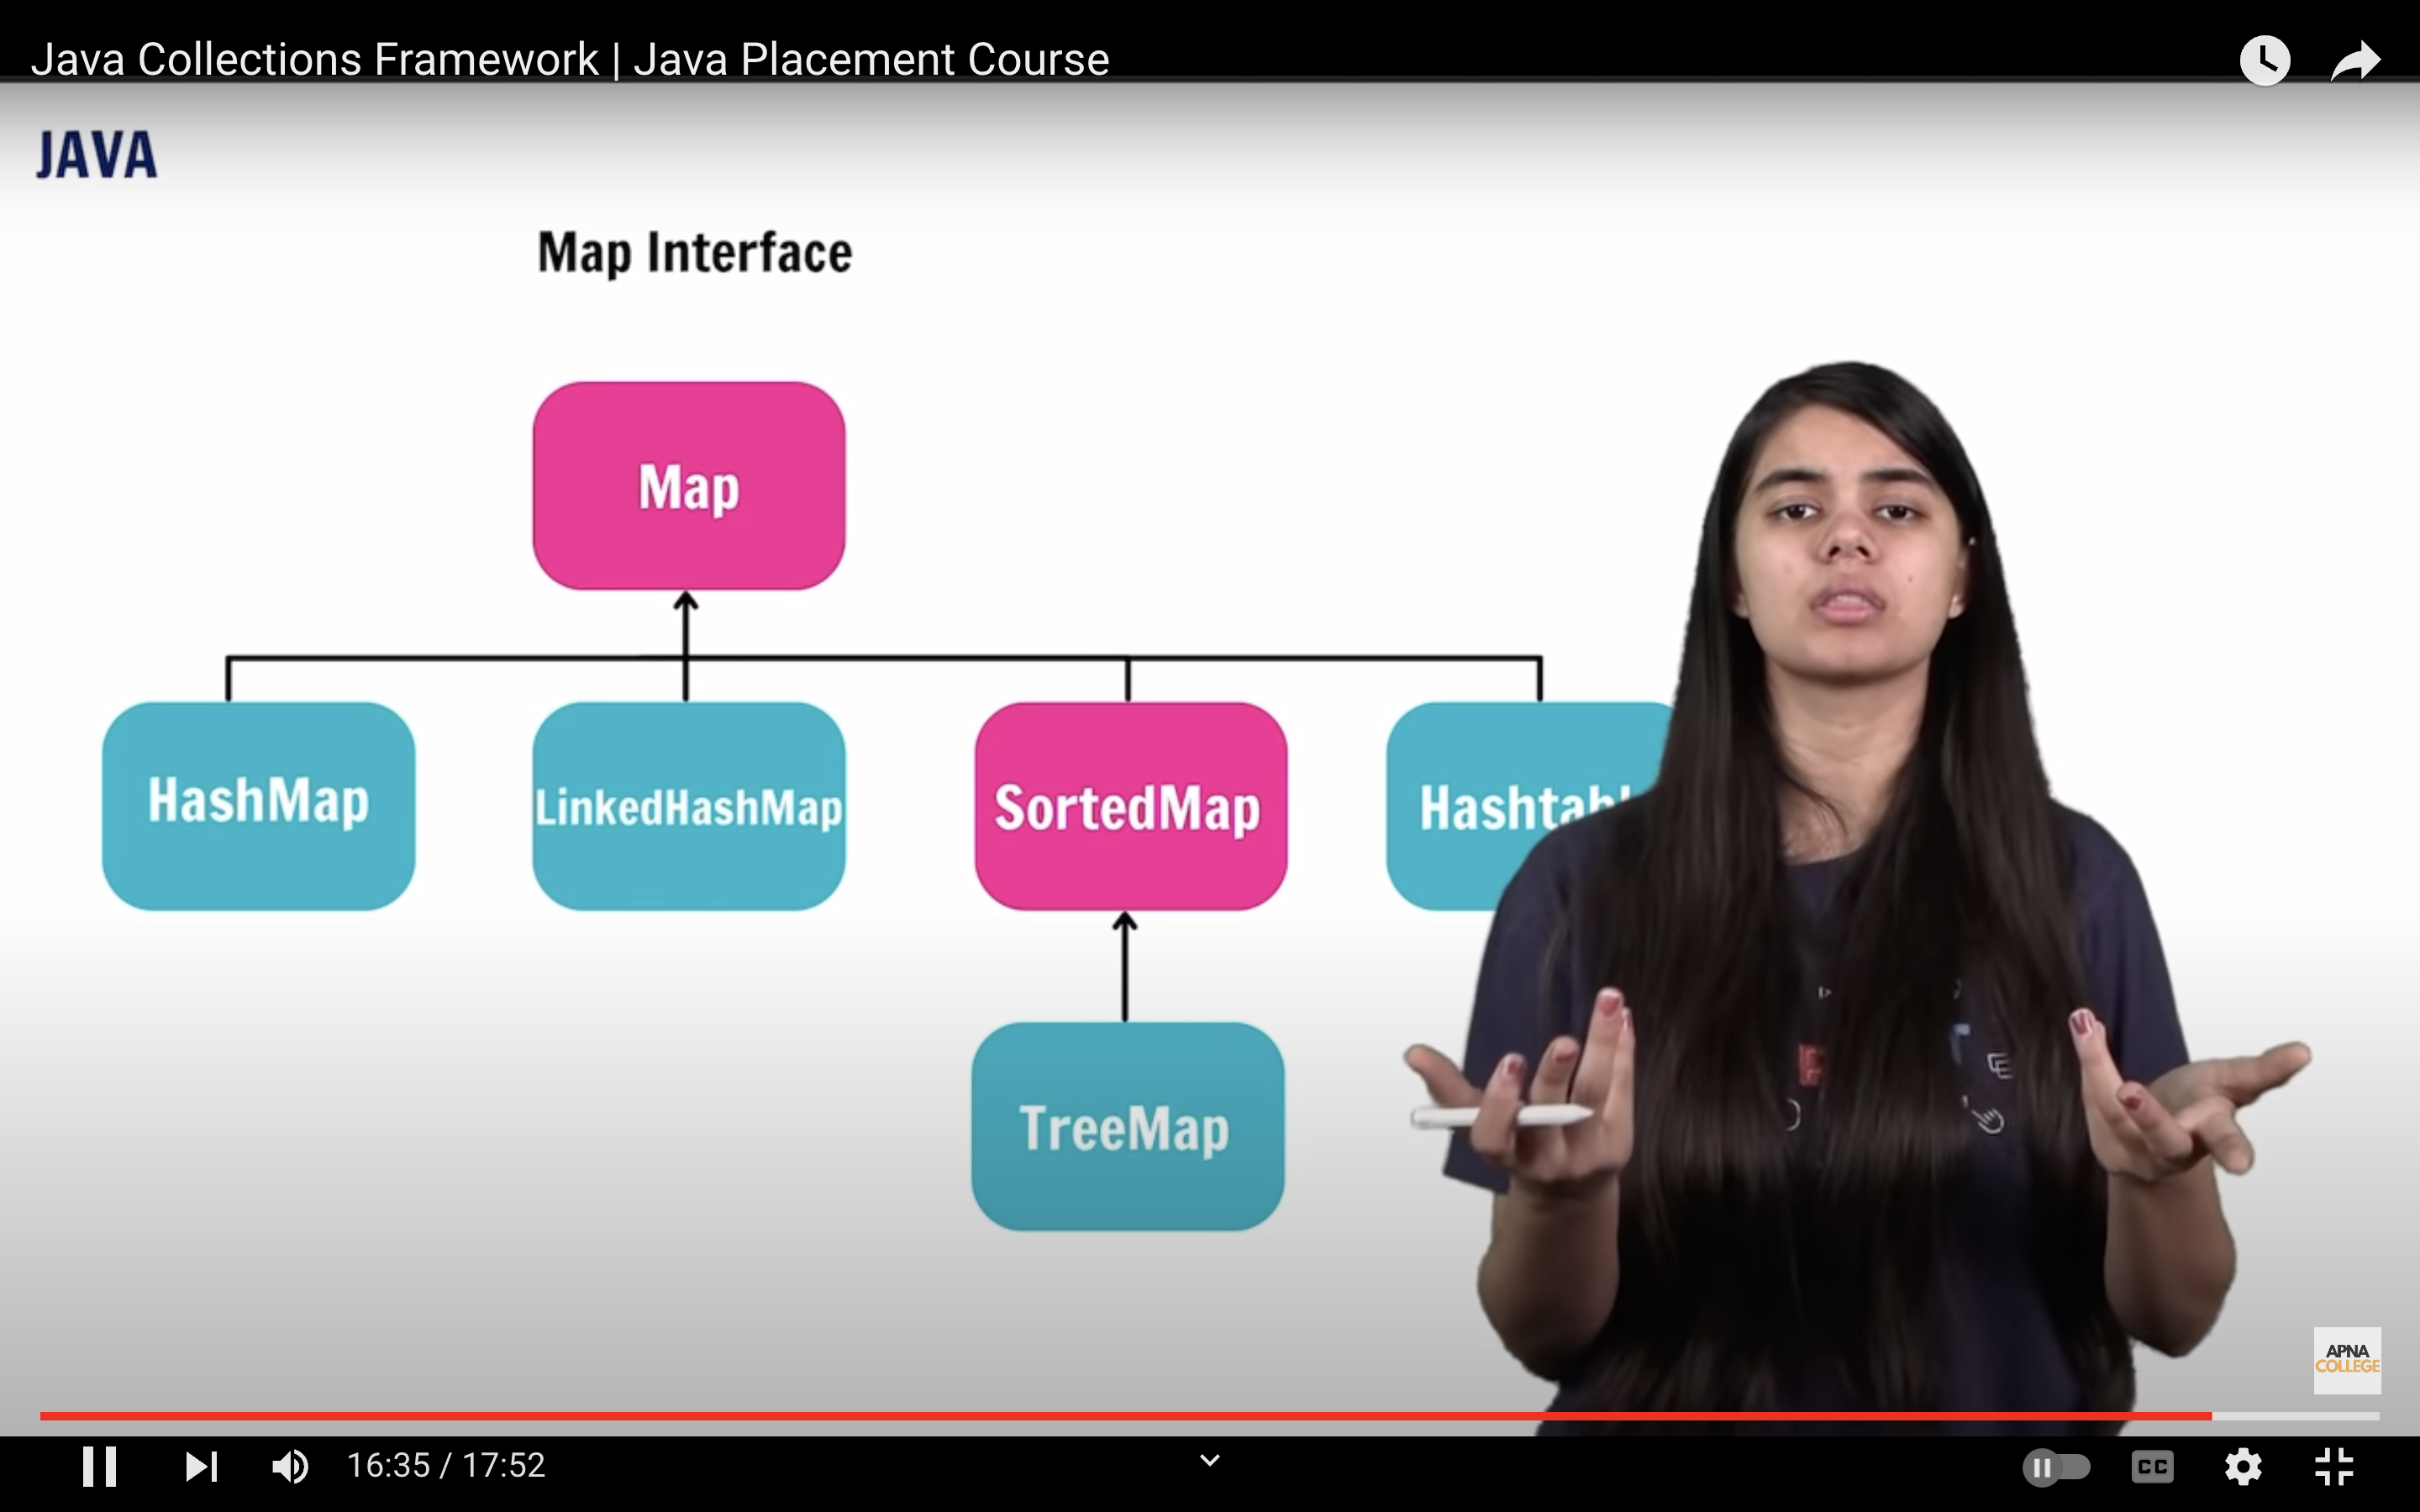 Java Collections Framework | Java Placement Course
JAVA
Map Interface
Map
HashMap
LinkedHashMap
SortedMap
TreeMap
APNA
COLLEGE
16:35 / 17:52
CC